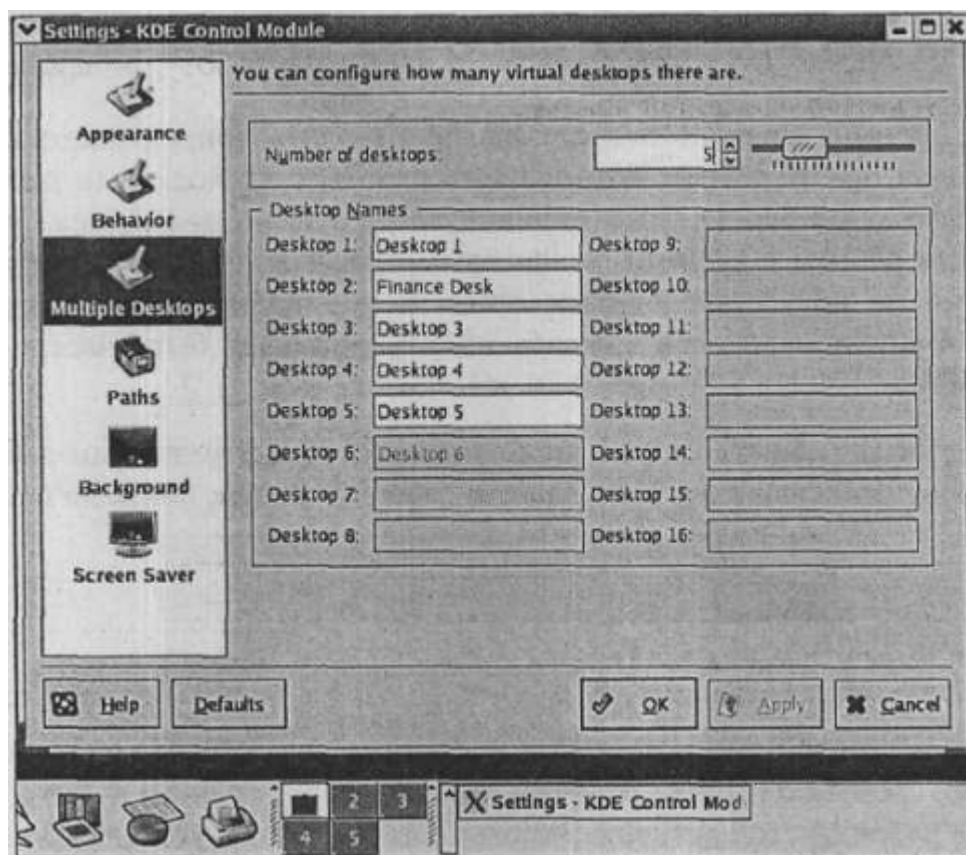 Settings - KDE Control Module
You can configure how many virtual desktops there are.
Appearance
Behavior
Multiple Desktops
Paths
Background
Screen Saver
Number of desktops: 5
Desktop Names
Desktop 1: Desktop 1 Desktop 9:
Desktop 2: Finance Desk Desktop 10:
Desktop 3: Desktop 3 Desktop 11:
Desktop 4: Desktop 4 Desktop 12:
Desktop 5: Desktop 5 Desktop 13:
Desktop 6: Desktop 6 Desktop 14:
Desktop 7: Desktop 15:
Desktop 8: Desktop 16:
Help Defaults OK Apply Cancel
2 3
4 5
Settings - KDE Control Mod